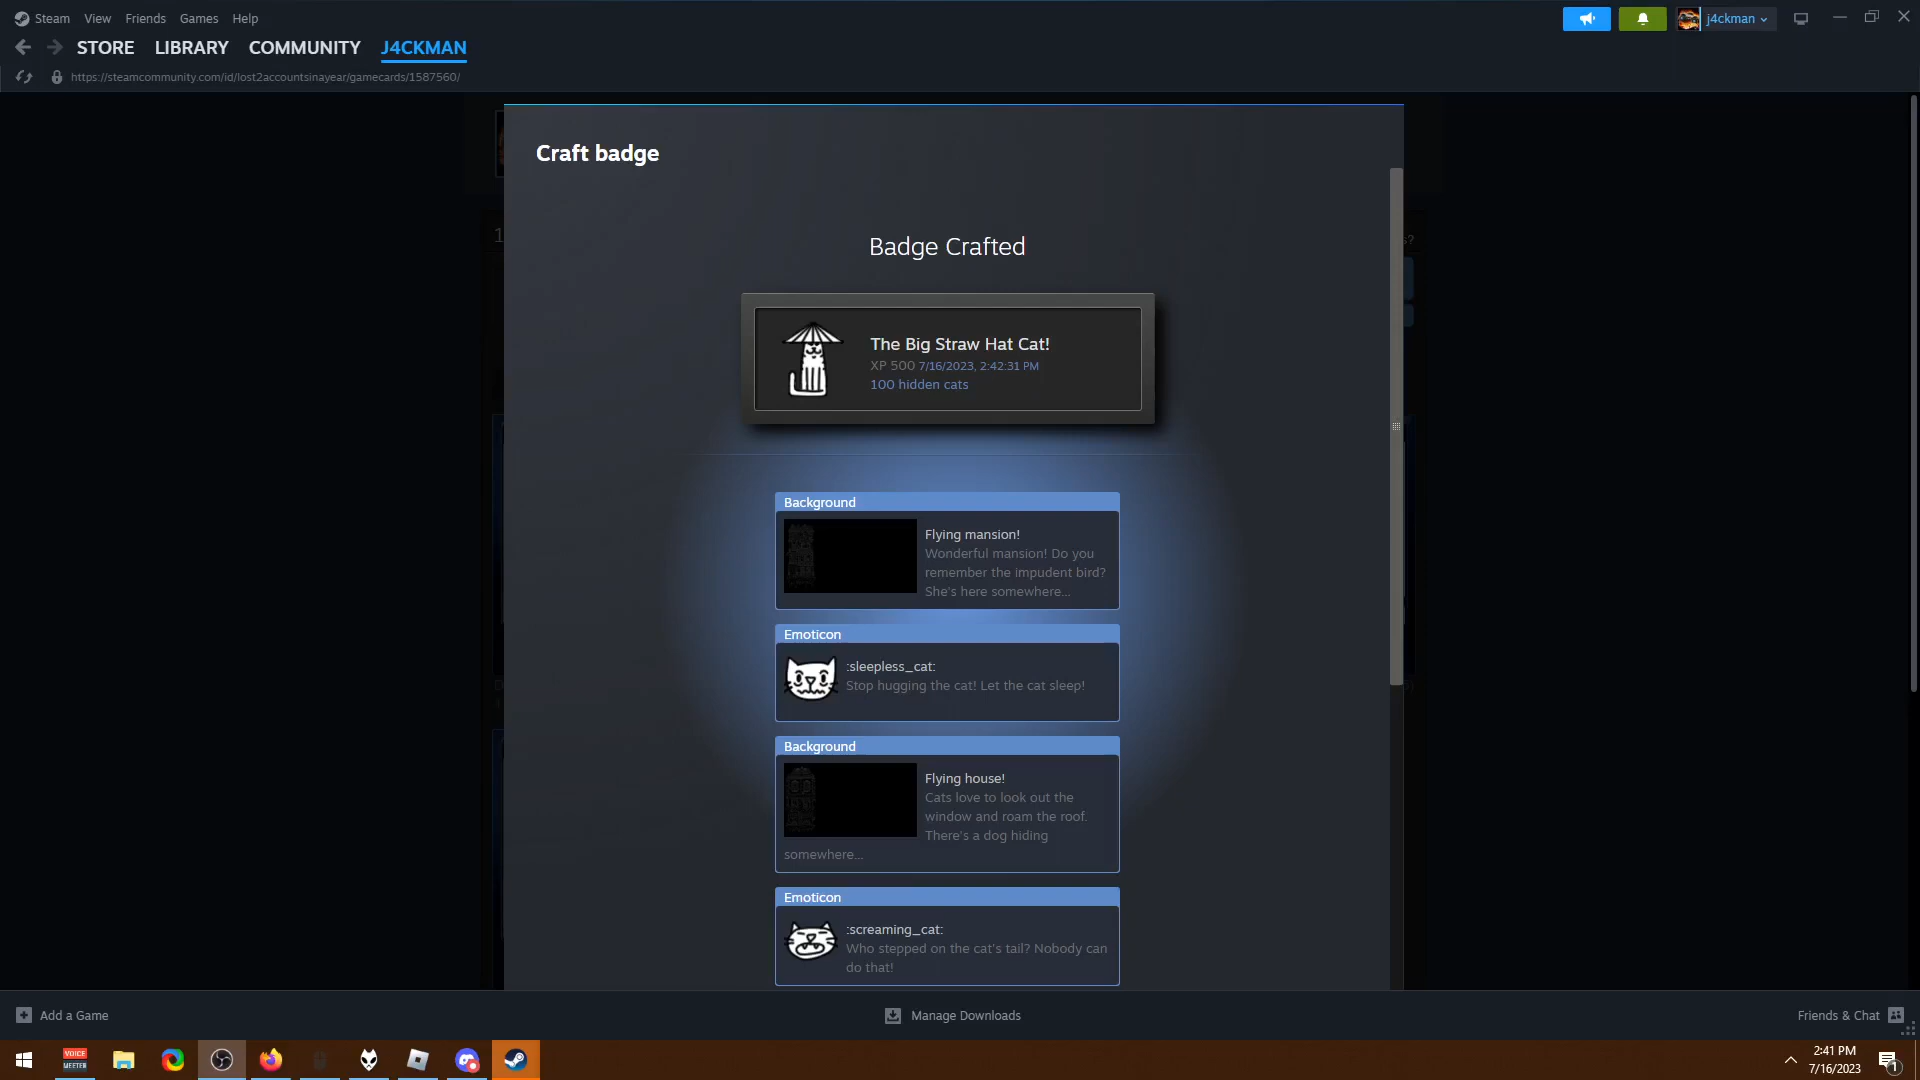 Steam View Friends Games Help
j4ckman
STORE LIBRARY COMMUNITY J4CKMAN
https://steamcommunity.com/id/lost2accountsinayear/gamecards/1587560/
Craft badge
Badge Crafted
The Big Straw Hat Cat!
XP 500 7/16/2023, 2:42:31 PM
100 hidden cats
Background
Flying mansion!
Wonderful mansion! Do you
remember the impudent bird?
She's here somewhere...
Emoticon
:sleepless_cat:
Stop hugging the cat! Let the cat sleep!
Background
Flying house!
Cats love to look out the
window and roam the roof.
There's a dog hiding
somewhere...
Emoticon
:screaming_cat:
Who stepped on the cat's tail? Nobody can
do that!
Add a Game
Manage Downloads
Friends & Chat
VOICE
MEETER
2:41 PM
7/16/2023
1